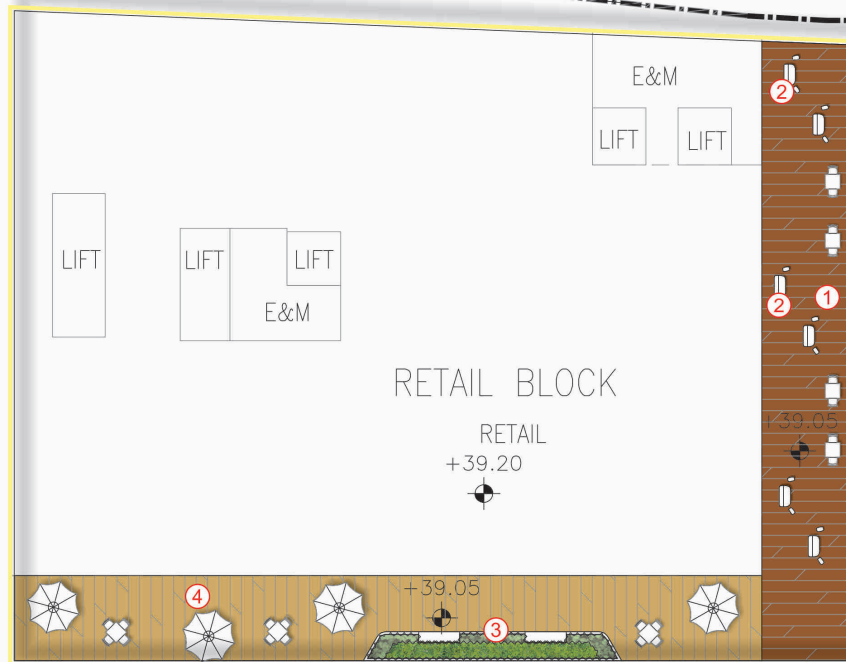 E&M
2
LIFT
LIFT
LIFT
LIFT
LIFT
E&M
2
1
RETAIL BLOCK
RETAIL
+39.20
+39.05
4
+39.05
3